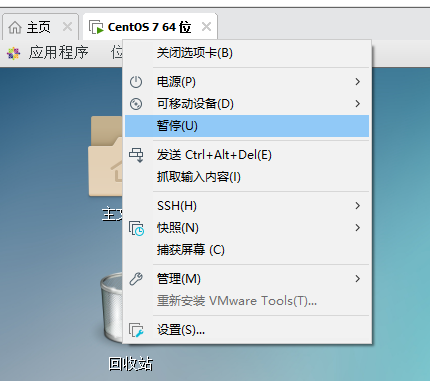 主页
CentOS 7 64 位
应用程序
关闭选项卡(B)
电源(P)
可移动设备(D)
暂停(U)
发送 Ctrl+Alt+Del(E)
抓取输入内容(I)
SSH(H)
快照(N)
捕获屏幕 (C)
管理(M)
重新安装 VMware Tools(T)...
设置(S)...
主文
回收站